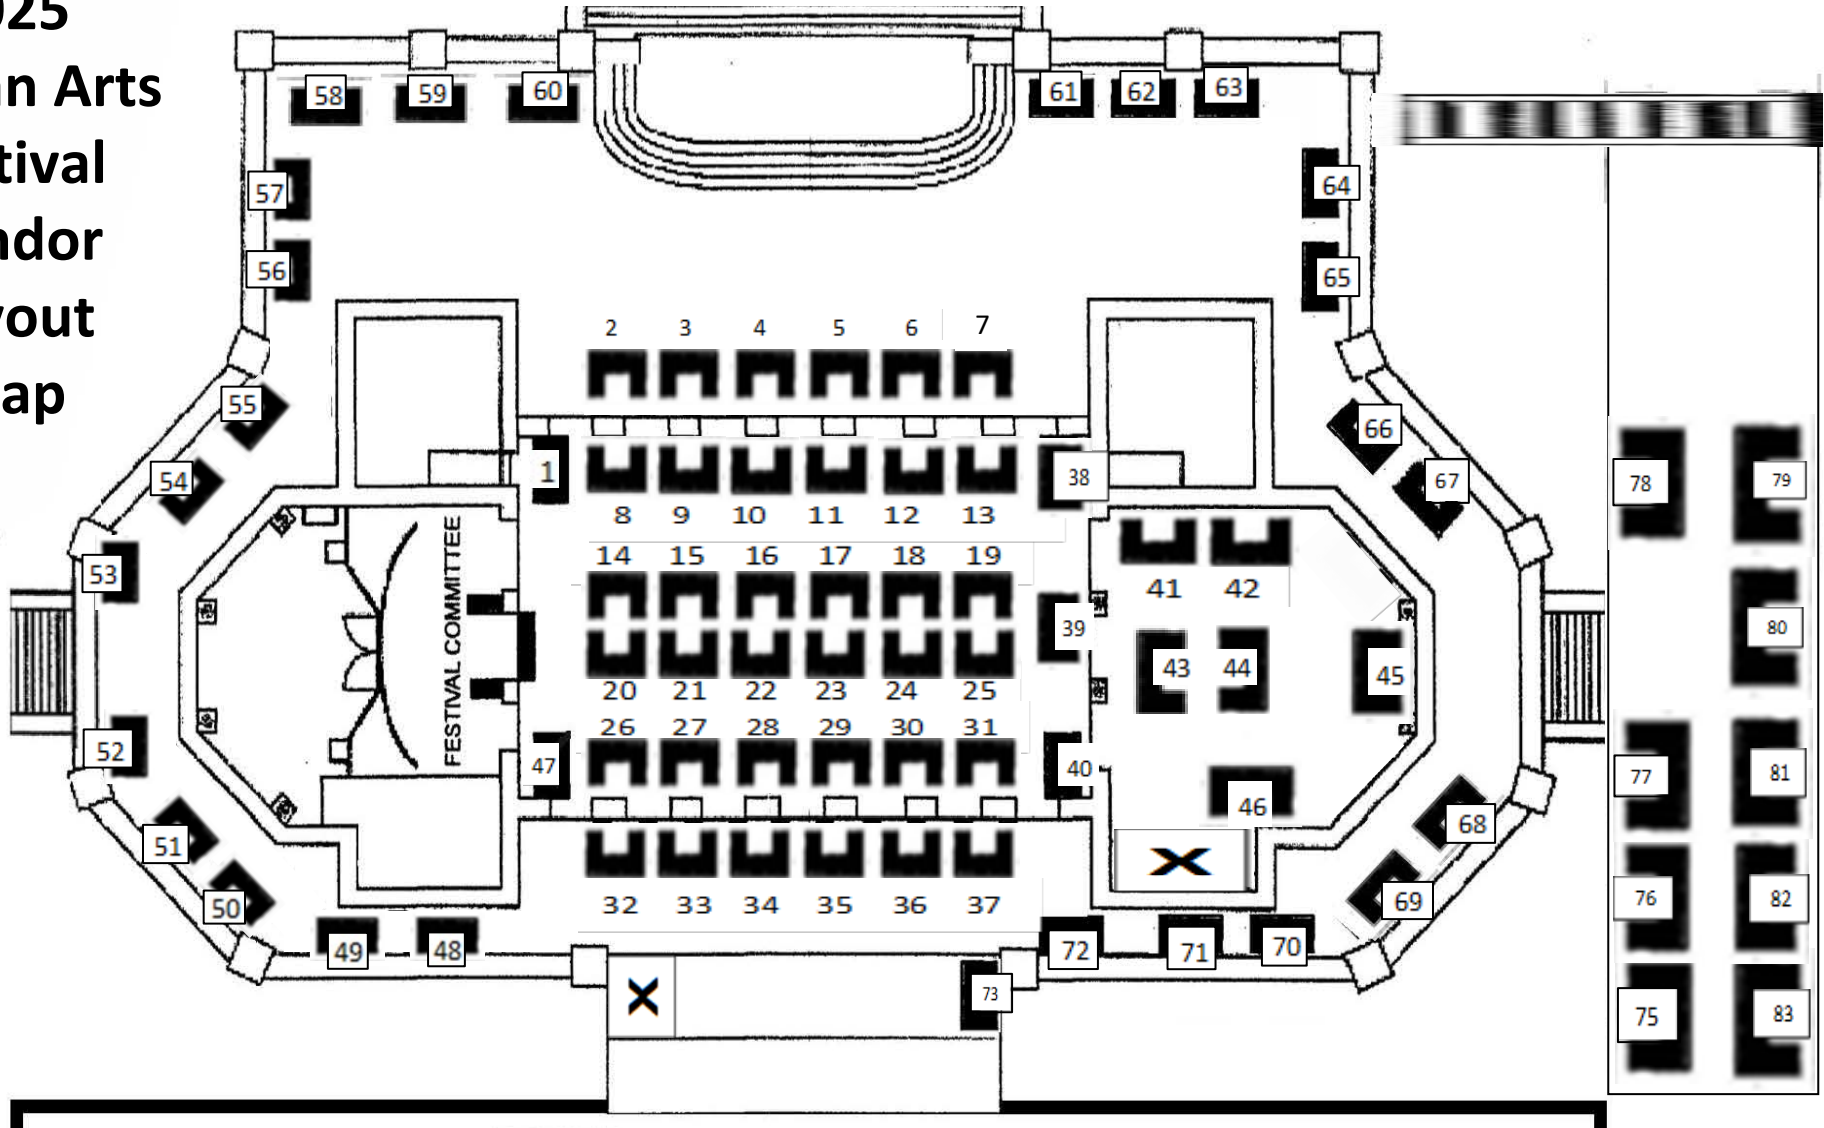 025
n Arts
tival
ndor
out
ap
58 59 60 61 62 63
57 64
56 65
2 3 4 5 6 7
55 66
54 1 38 67 78 79
8 9 10 11 12 13
14 15 16 17 18 19
53 41 42
FESTIVAL COMMITTEE
39 43 44 45 80
20 21 22 23 24 25
26 27 28 29 30 31
52 47 40 46 77 81
51 X 68
50 32 33 34 35 36 37 69 76 82
49 48 72 71 70
X 73 75 83